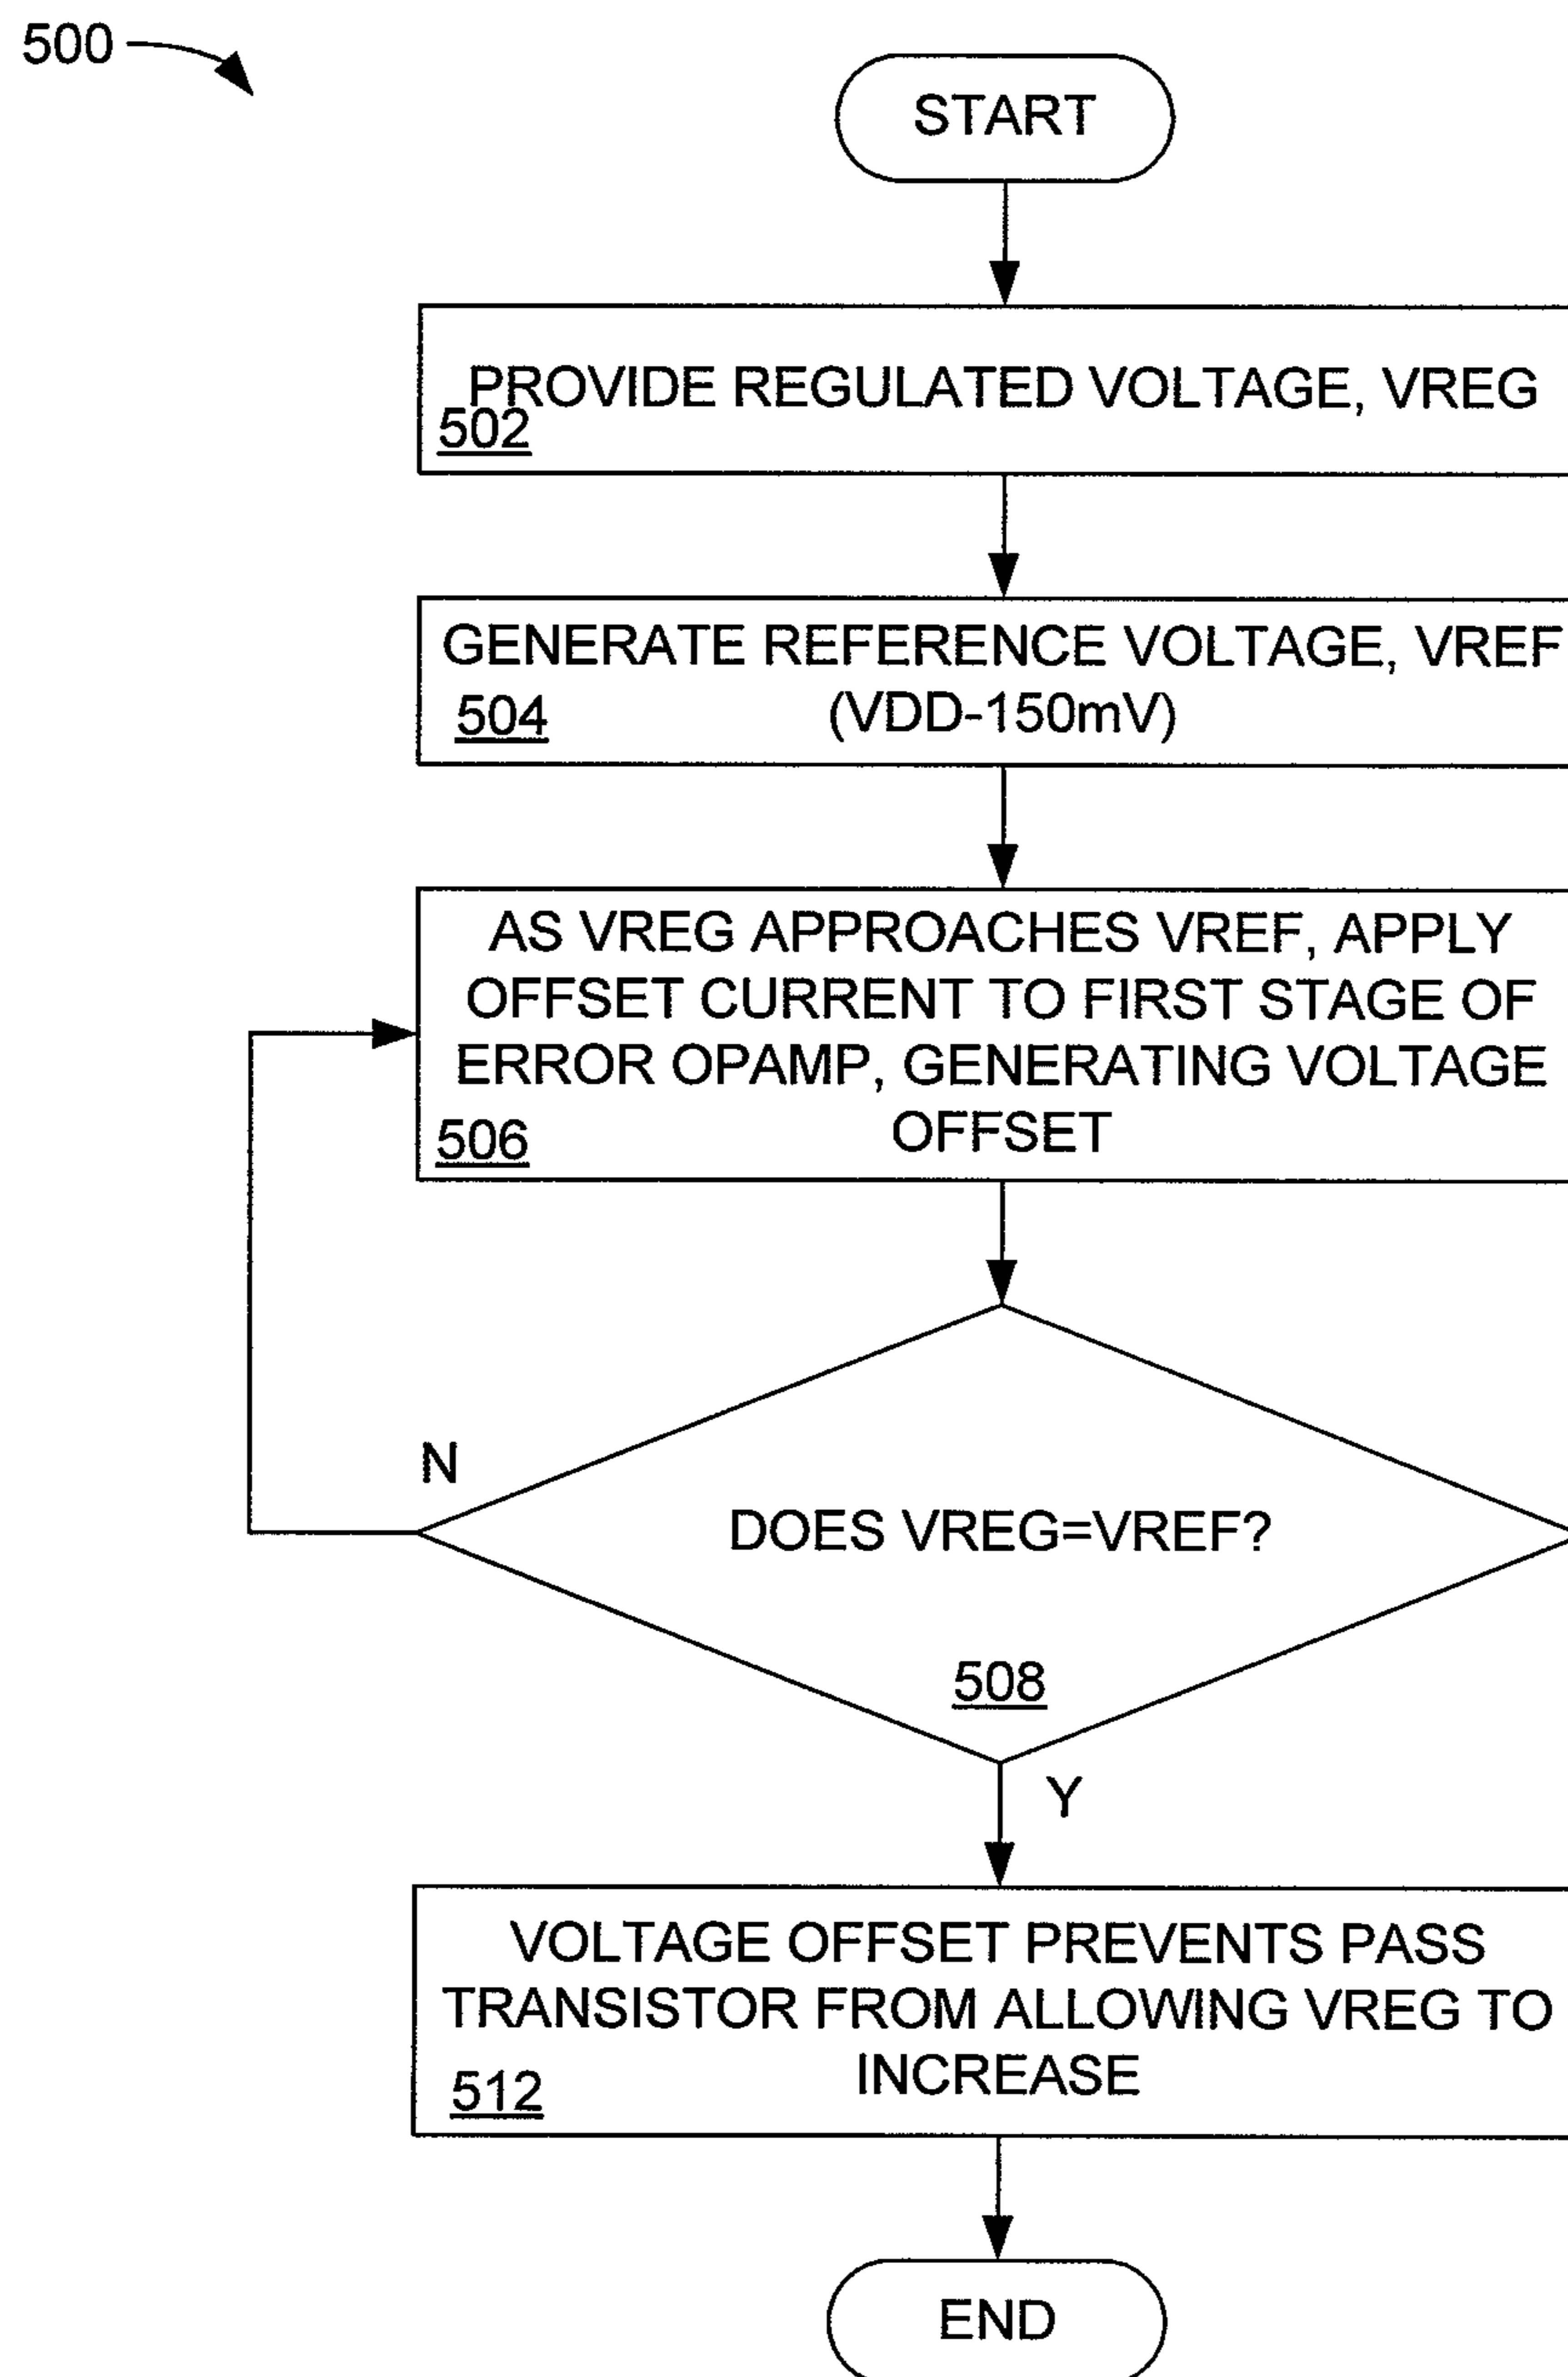 500
START
PROVIDE REGULATED VOLTAGE, VREG
502
GENERATE REFERENCE VOLTAGE, VREF
504
(VDD-150mV)
AS VREG APPROACHES VREF, APPLY
OFFSET CURRENT TO FIRST STAGE OF
ERROR OPAMP, GENERATING VOLTAGE
OFFSET
506
N
DOES VREG=VREF?
508
Y
VOLTAGE OFFSET PREVENTS PASS
TRANSISTOR FROM ALLOWING VREG TO
INCREASE
512
END